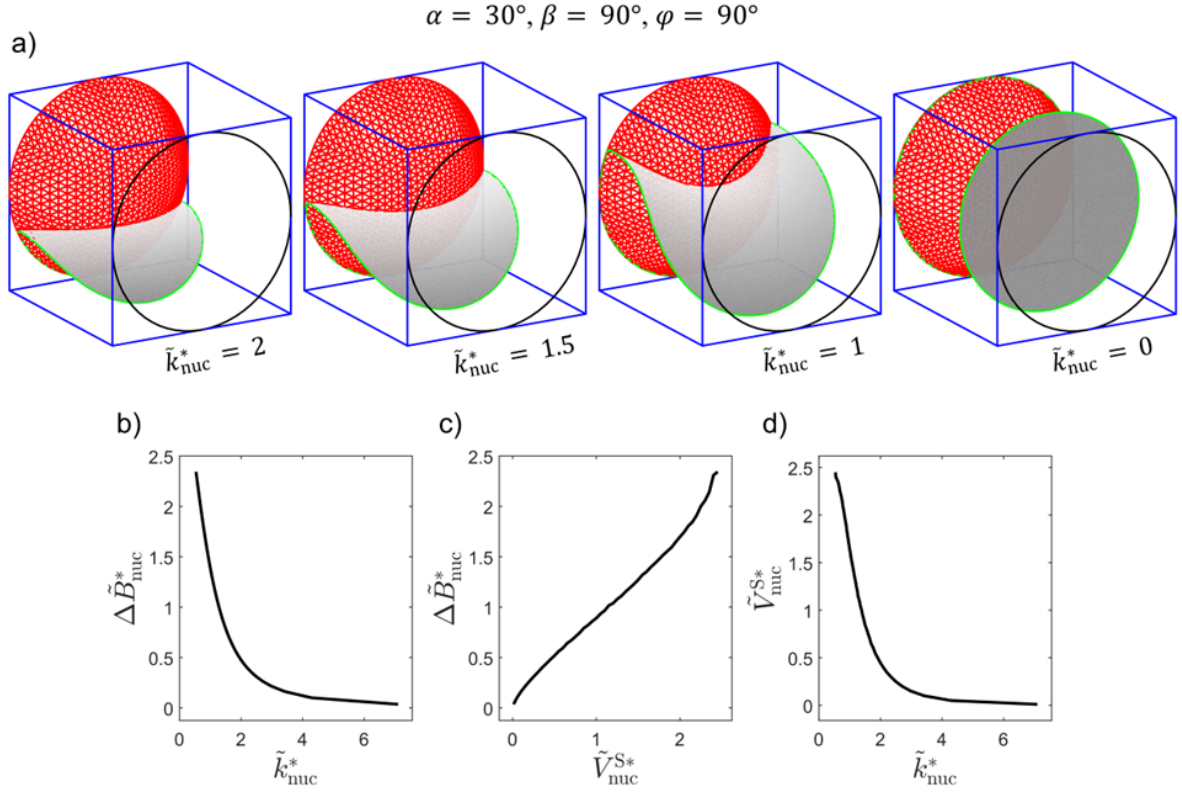 α = 30°, β = 90°, φ = 90°
a)
k̃*nuc = 2
k̃*nuc = 1.5
k̃*nuc = 1
k̃*nuc = 0
b)
ΔB̃*nuc
2.5
2
1.5
1
0.5
0
0 2 4 6
k̃*nuc
c)
ΔB̃*nuc
2.5
2
1.5
1
0.5
0
0 1 2
ṼS*nuc
d)
ṼS*nuc
2.5
2
1.5
1
0.5
0
0 2 4 6
k̃*nuc